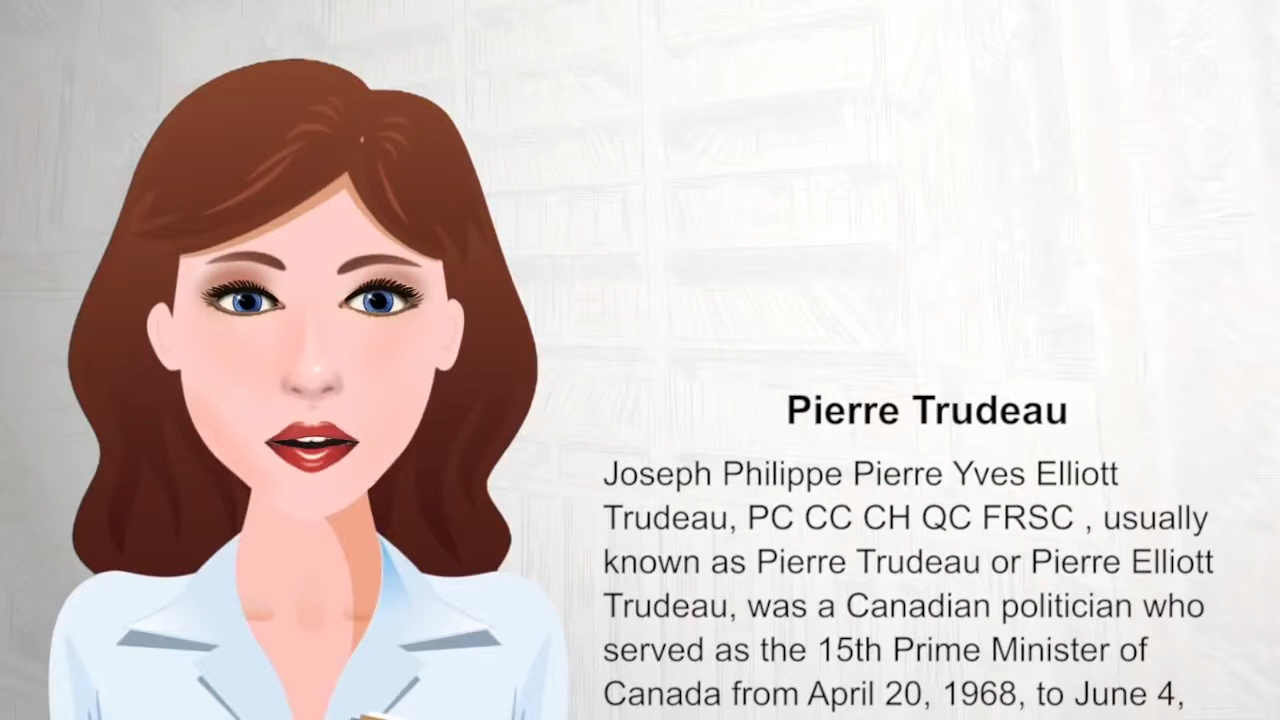 Pierre Trudeau
Joseph Philippe Pierre Yves Elliott
Trudeau, PC CC CH QC FRSC , usually
known as Pierre Trudeau or Pierre Elliott
Trudeau, was a Canadian politician who
served as the 15th Prime Minister of
Canada from April 20, 1968, to June 4,